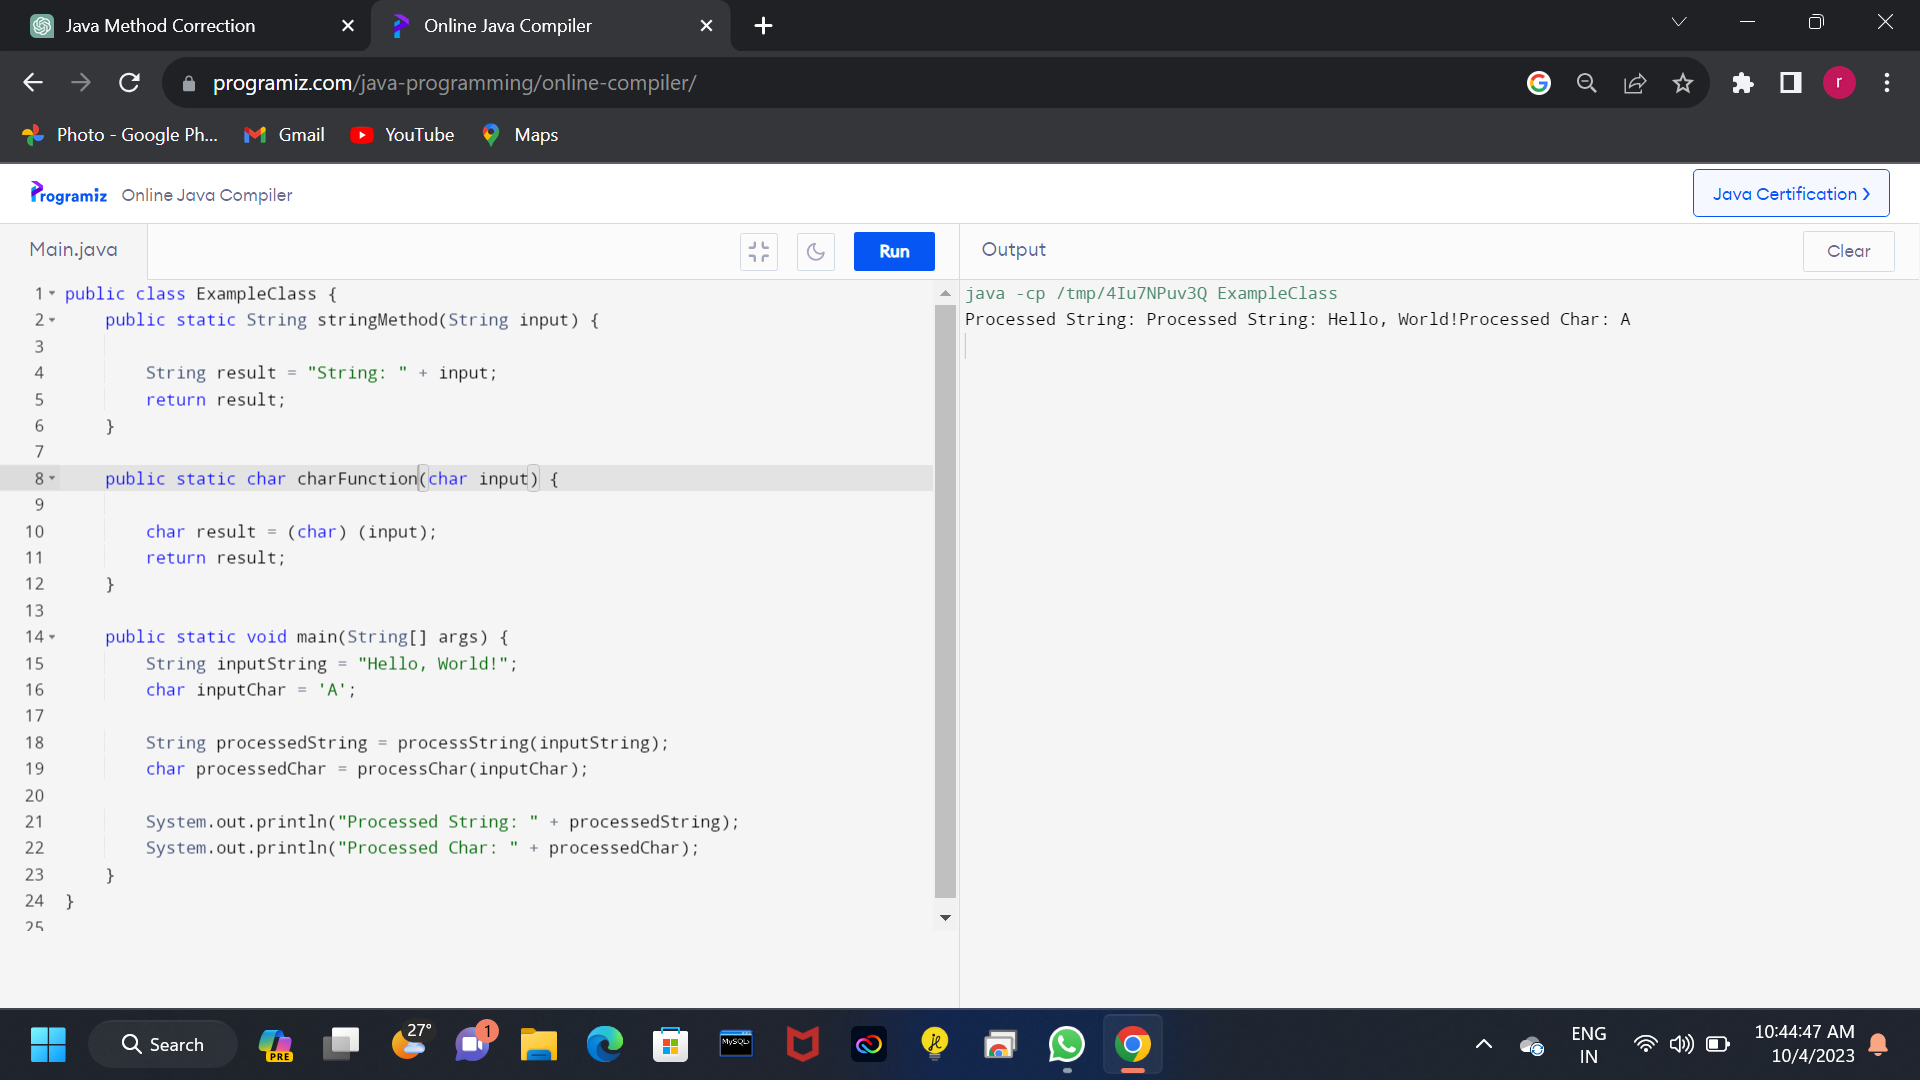 Java Method Correction
Online Java Compiler
programiz.com/java-programming/online-compiler/
r
Photo - Google Ph...
Gmail
YouTube
Maps
Programiz
Online Java Compiler
Java Certification ›
Main.java
Run
Output
Clear
1 public class ExampleClass {
2 public static String stringMethod(String input) {
3
4 String result = "String: " + input;
5 return result;
6 }
7
8 public static char charFunction(char input) {
9
10 char result = (char) (input);
11 return result;
12 }
13
14 public static void main(String[] args) {
15 String inputString = "Hello, World!";
16 char inputChar = 'A';
17
18 String processedString = processString(inputString);
19 char processedChar = processChar(inputChar);
20
21 System.out.println("Processed String: " + processedString);
22 System.out.println("Processed Char: " + processedChar);
23 }
24 }
25
java -cp /tmp/4Iu7NPuv3Q ExampleClass
Processed String: Processed String: Hello, World!Processed Char: A
Search
PRE
27°
1
MySQL
ENG
IN
10:44:47 AM
10/4/2023